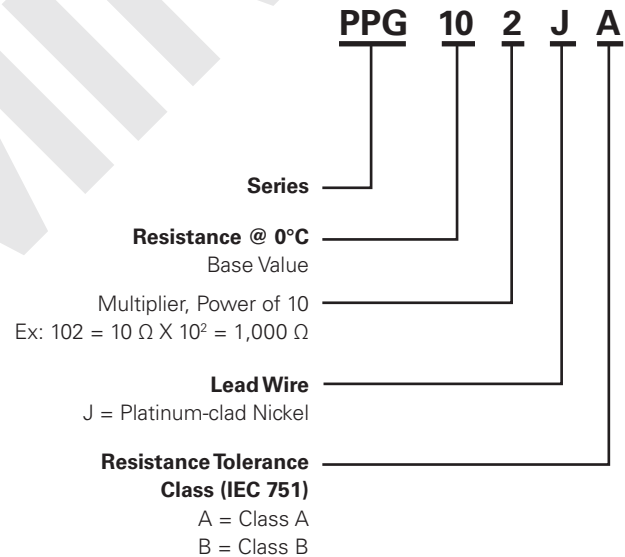 PPG 10 2 J A
Series
Resistance @ 0°C
Base Value
Multiplier, Power of 10
Ex: 102 = 10 Ω X 10² = 1,000 Ω
Lead Wire
J = Platinum-clad Nickel
Resistance Tolerance
Class (IEC 751)
A = Class A
B = Class B